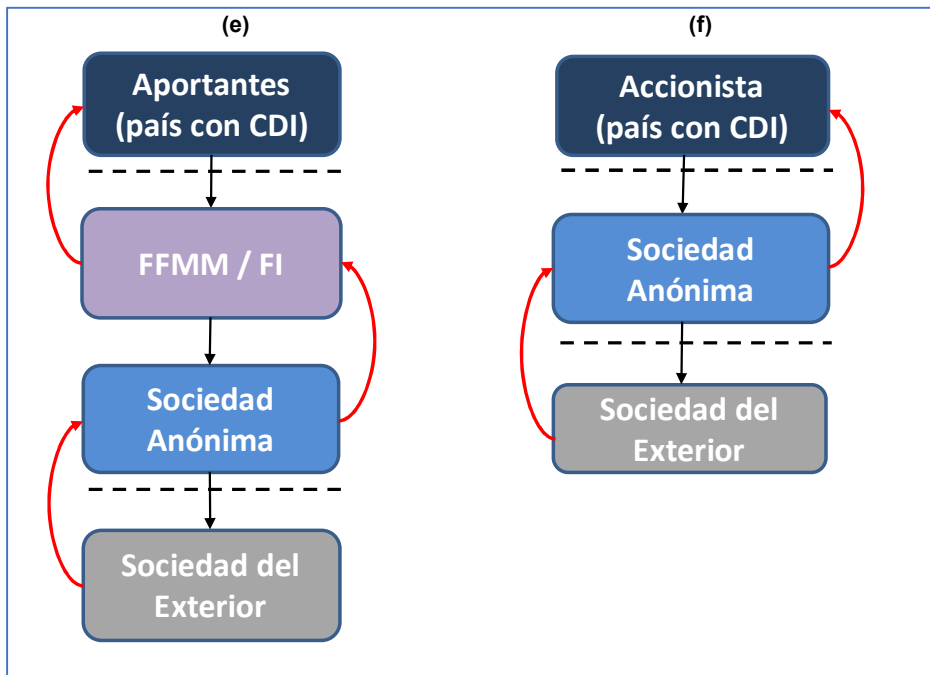 (e)
Aportantes
(país con CDI)
FFMM / FI
Sociedad
Anónima
Sociedad del
Exterior
(f)
Accionista
(país con CDI)
Sociedad
Anónima
Sociedad del
Exterior